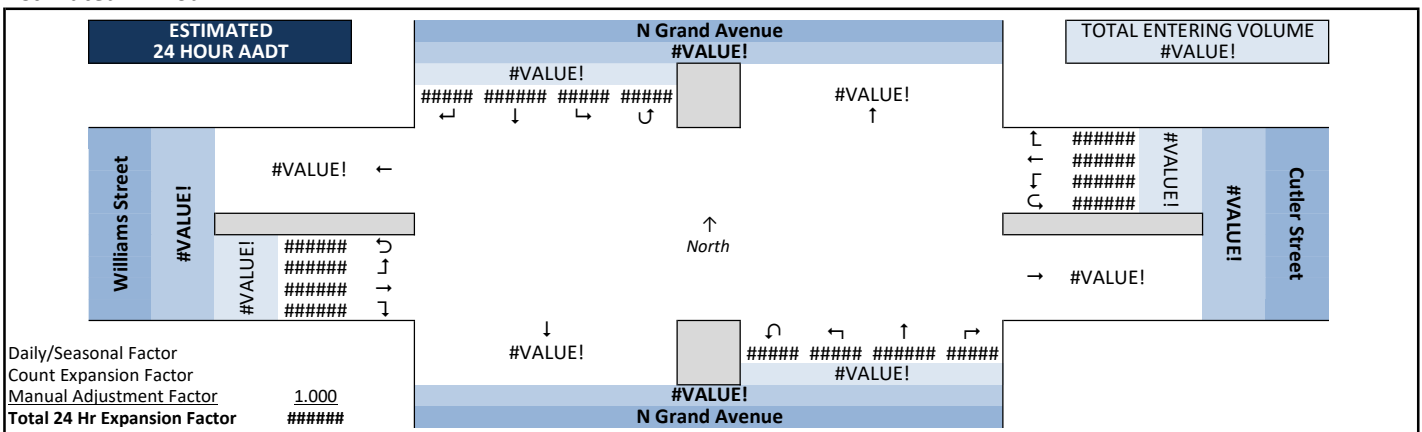 ESTIMATED
24 HOUR AADT
N Grand Avenue
#VALUE!
TOTAL ENTERING VOLUME
#VALUE!
#VALUE!
##### ###### ##### #####
↵ ↓ ↳ ↺
#VALUE!
↑
Williams Street
#VALUE!
#VALUE! ←
#VALUE!
###### ⮌
###### ↑
###### →
###### ↴
↑
North
↑ ######
← ######
↓ ######
⮎ ######
#VALUE!
#VALUE!
Cutler Street
→ #VALUE!
↓
#VALUE!
∩ ↰ ↑ ↱
##### ##### ###### #####
#VALUE!
#VALUE!
N Grand Avenue
Daily/Seasonal Factor
Count Expansion Factor
Manual Adjustment Factor 1.000
Total 24 Hr Expansion Factor ######